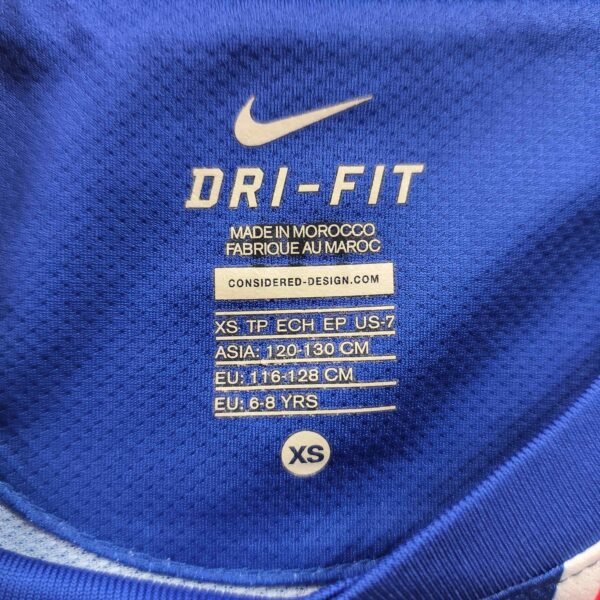 DRI-FIT
MADE IN MOROCCO
FABRIQUE AU MAROC
CONSIDERED-DESIGN.COM
XS TP ECH EP US-7
ASIA: 120-130 CM
EU: 116-128 CM
EU: 6-8 YRS
XS